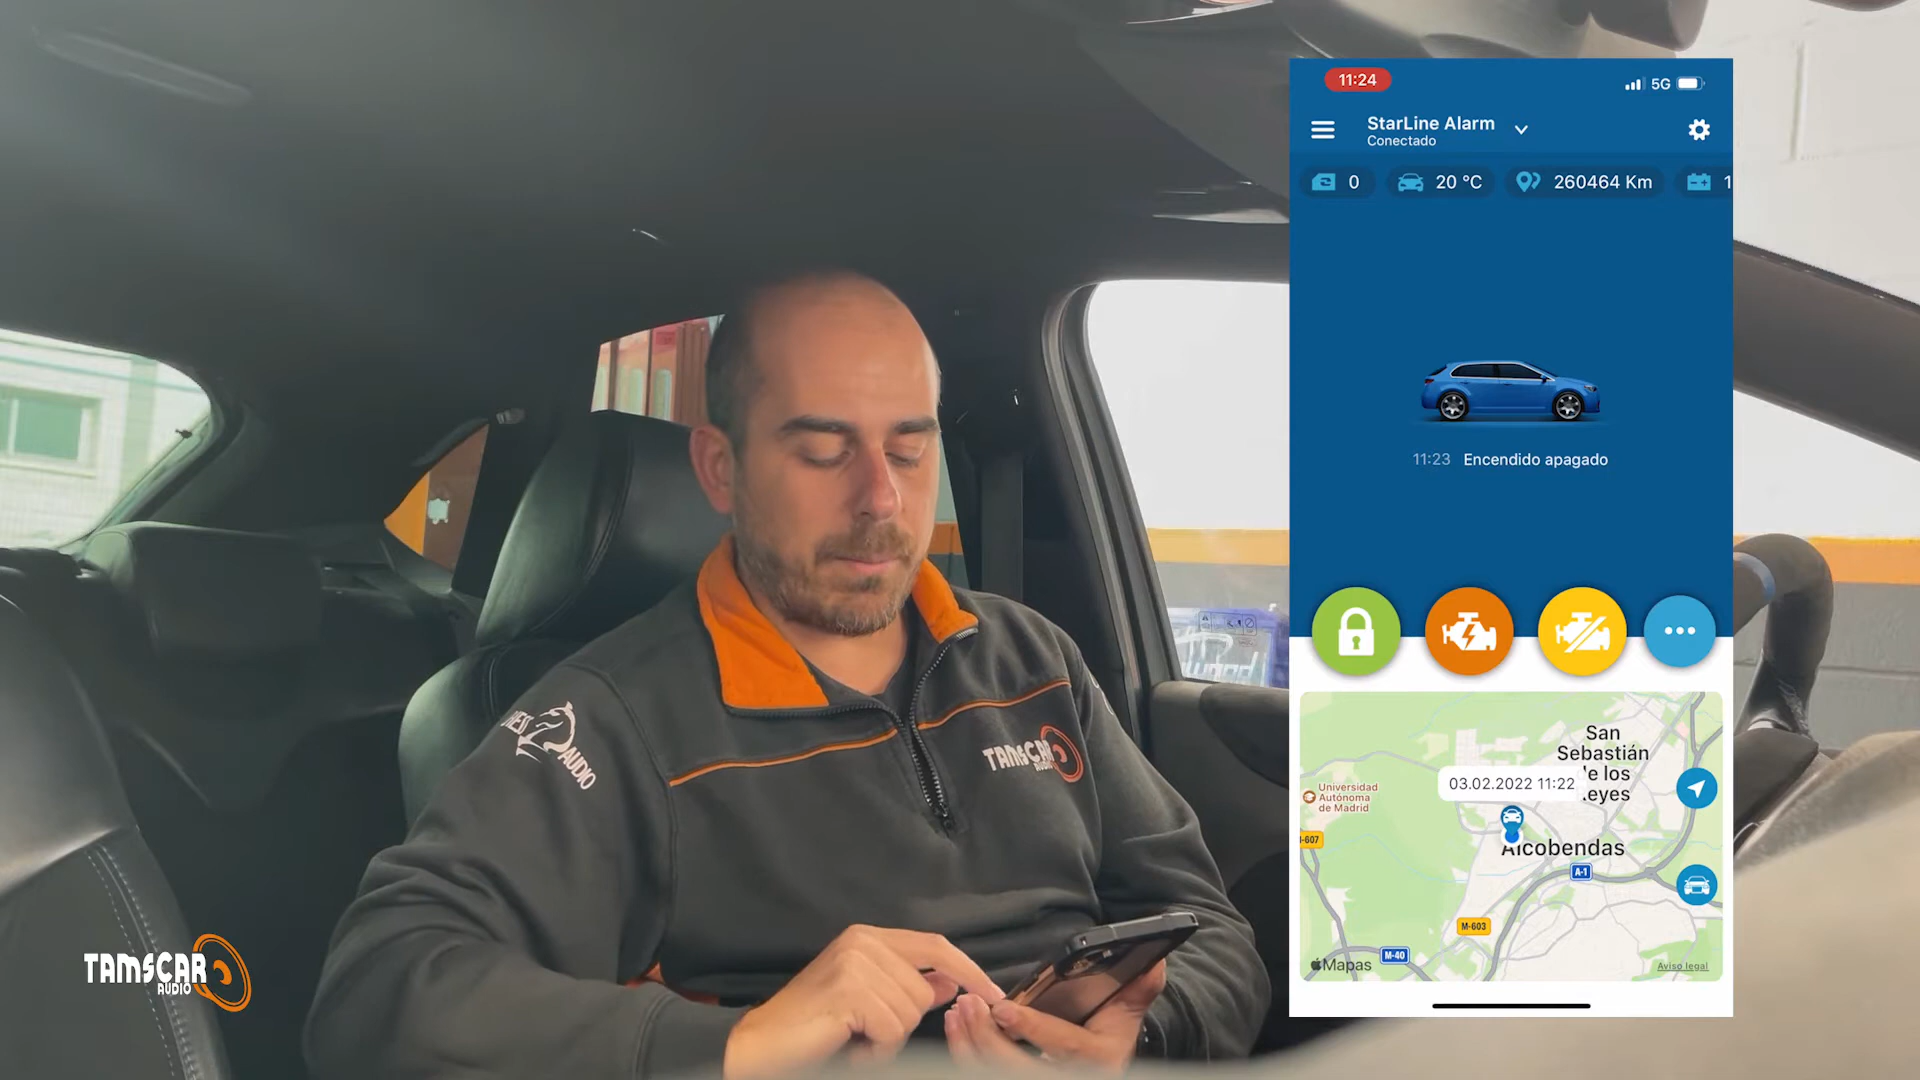 11:24
5G
StarLine Alarm
Conectado
0
20 °C
260464 Km
1
11:23 Encendido apagado
San
Sebastián
'e los
.eyes
03.02.2022 11:22
Universidad
Autónoma
de Madrid
-607
Alcobendas
A-1
M-603
M-40
Mapas
Aviso legal
AUDIO
TAMSCAR
AUDIO
TAMSCAR
AUDIO